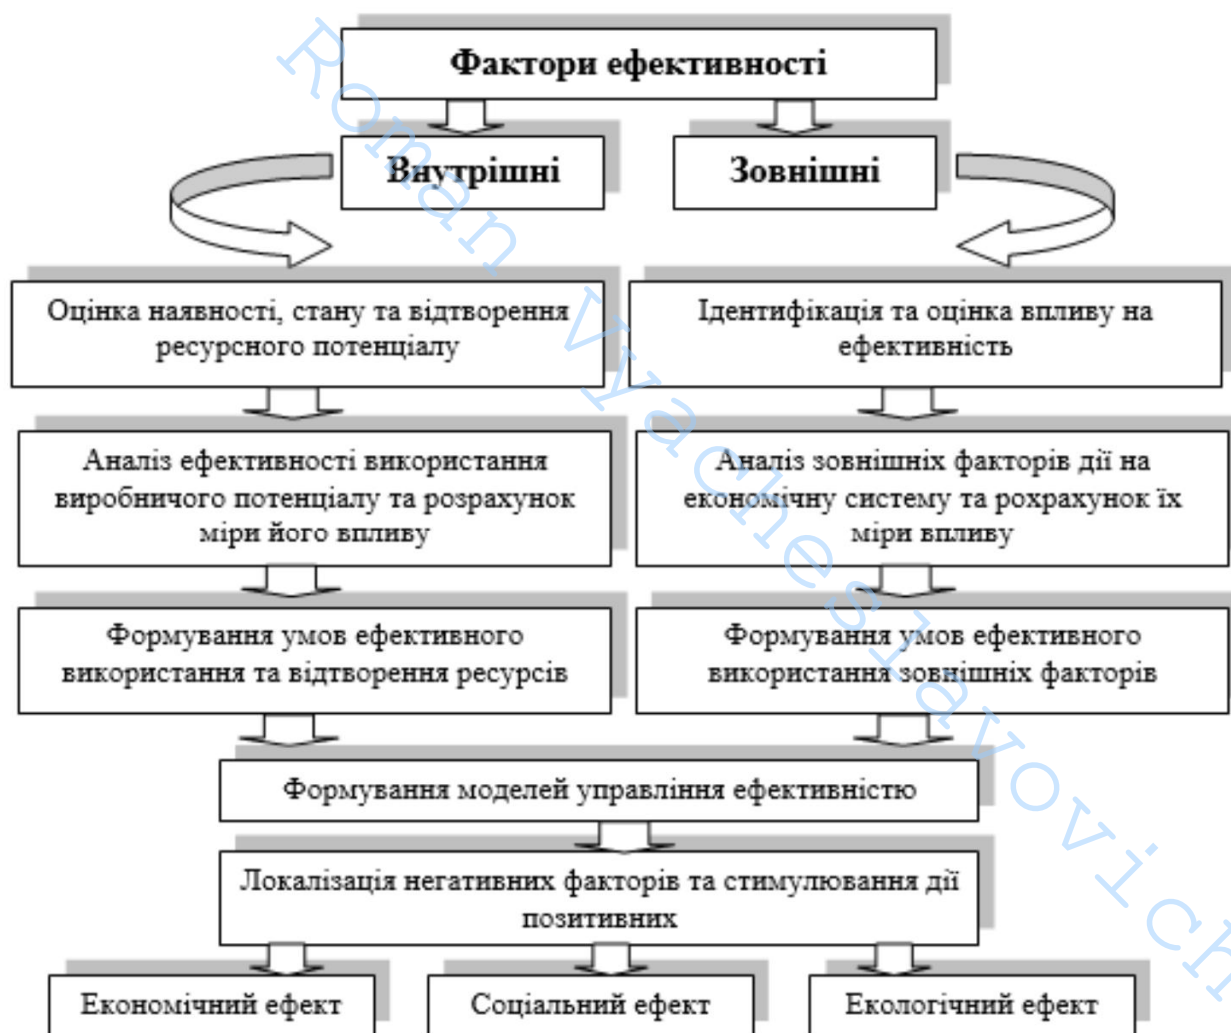 Фактори ефективності
Внутрішні
Зовнішні
Оцінка наявності, стану та відтворення
ресурсного потенціалу
Ідентифікація та оцінка впливу на
ефективність
Аналіз ефективності використання
виробничого потенціалу та розрахунок
міри його впливу
Аналіз зовнішніх факторів дії на
економічну систему та рохрахунок їх
міри впливу
Формування умов ефективного
використання та відтворення ресурсів
Формування умов ефективного
використання зовнішніх факторів
Формування моделей управління ефективністю
Локалізація негативних факторів та стимулювання дії
позитивних
Економічний ефект
Соціальний ефект
Екологічний ефект
Roman Vyacheslavovich